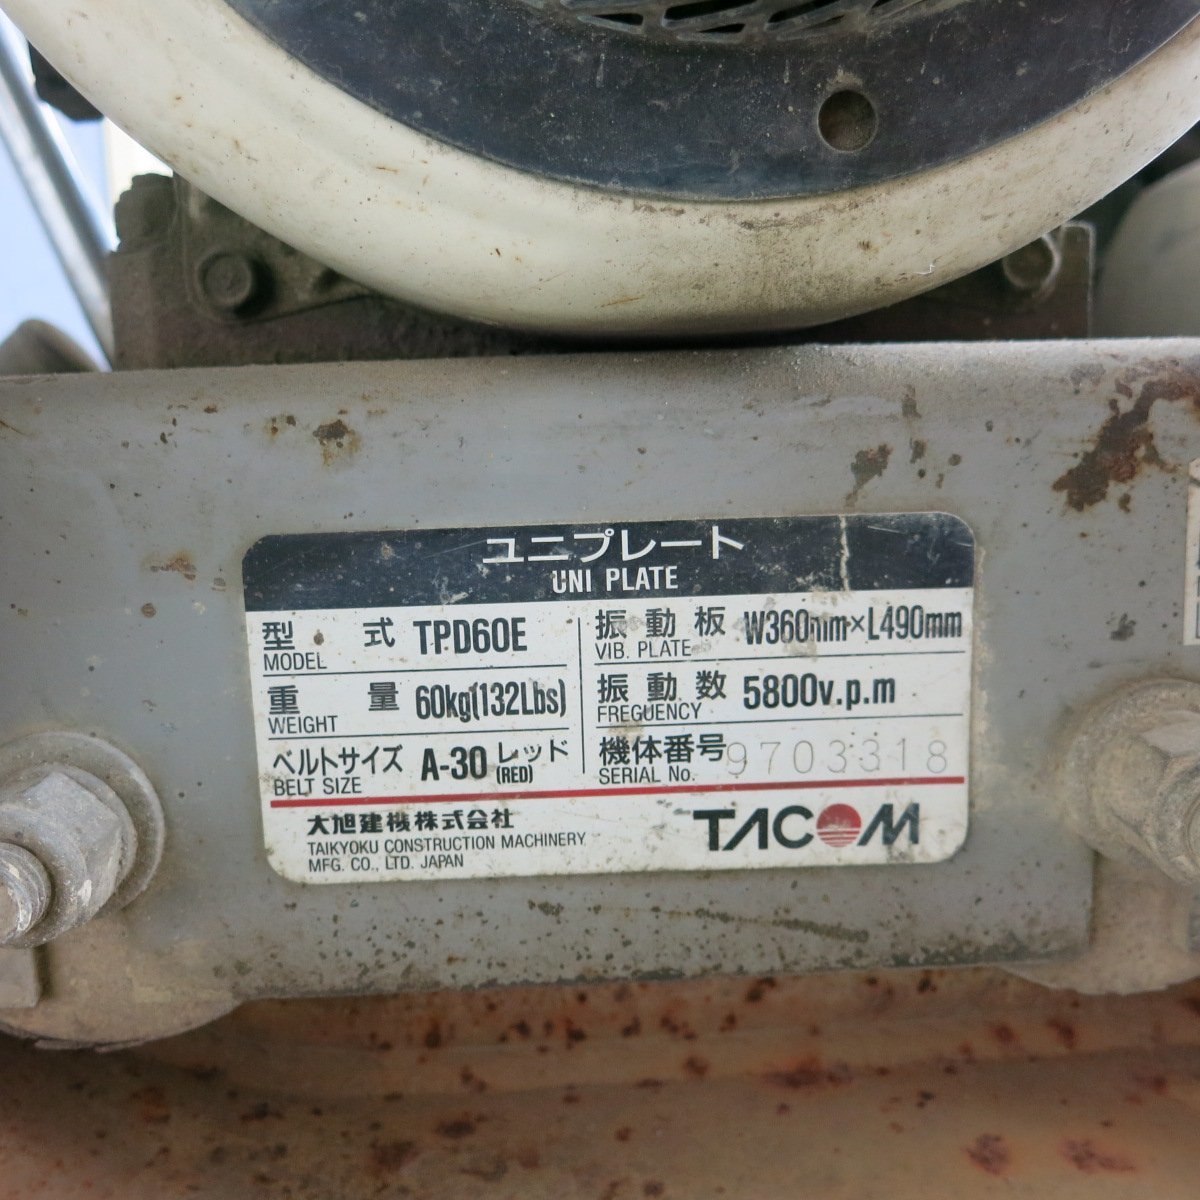 ユニプレート
UNI PLATE
型 式 TPD60E
MODEL
振動板 W360mm×L490mm
VIB. PLATE
重 量 60kg(132Lbs)
WEIGHT
振動数 5800v.p.m
FREGUENCY
ベルトサイズ A-30 レッド
BELT SIZE (RED)
機体番号 9703318
SERIAL No.
大旭建機株式会社
TAIKYOKU CONSTRUCTION MACHINERY
MFG. CO., LTD. JAPAN
TACOM